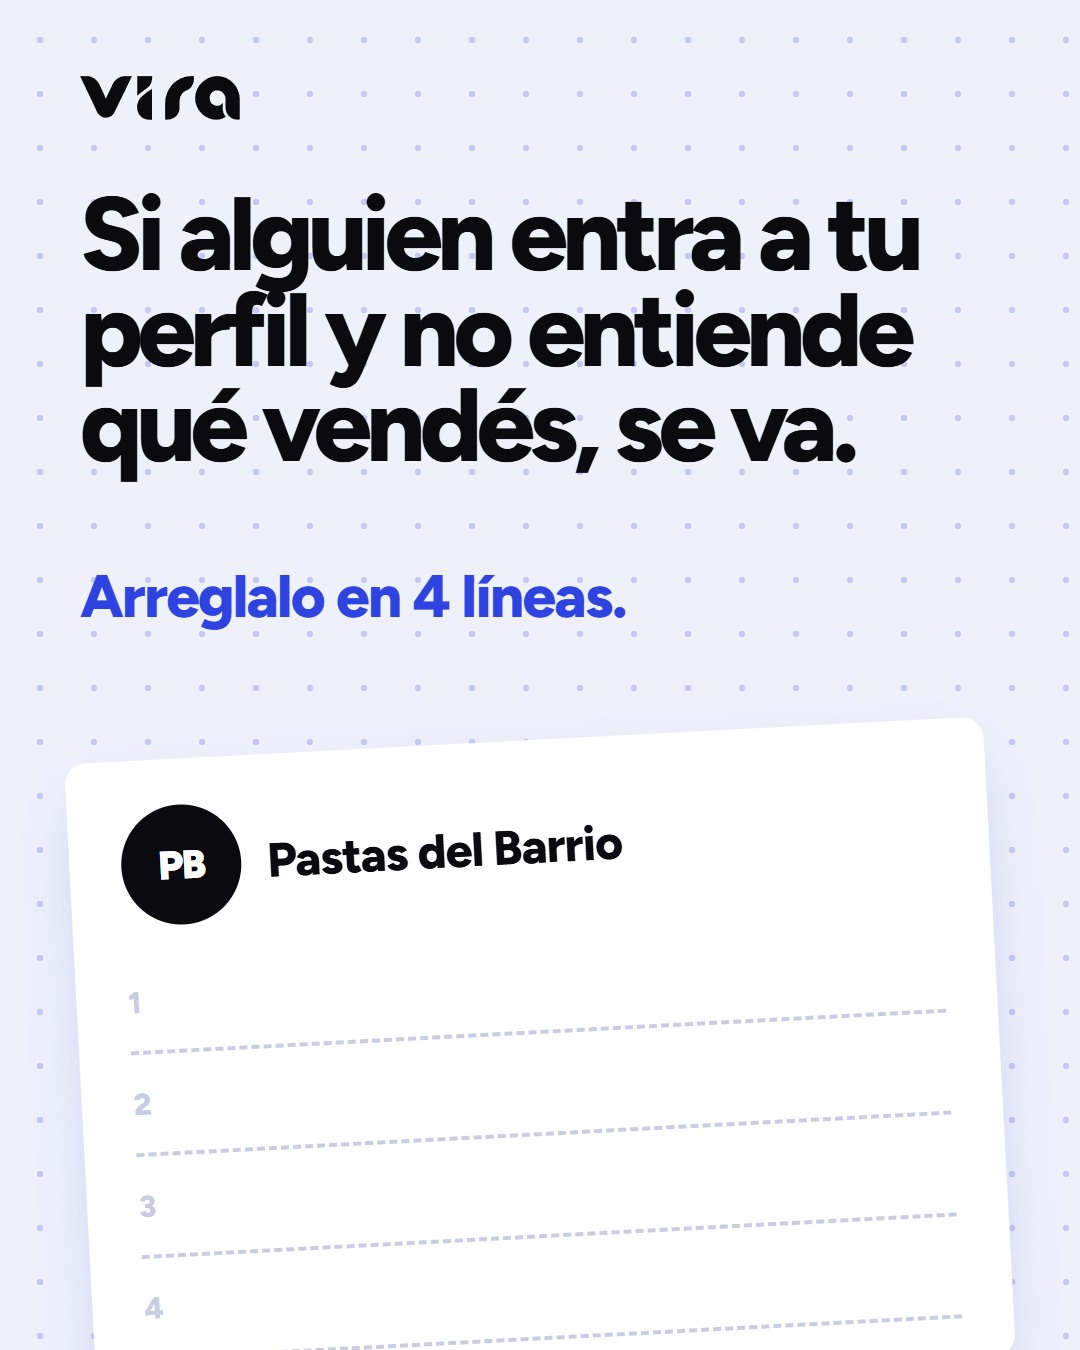 vira
Si alguien entra a tu
perfil y no entiende
qué vendés, se va.
Arreglalo en 4 líneas.
PB
Pastas del Barrio
1
2
3
4